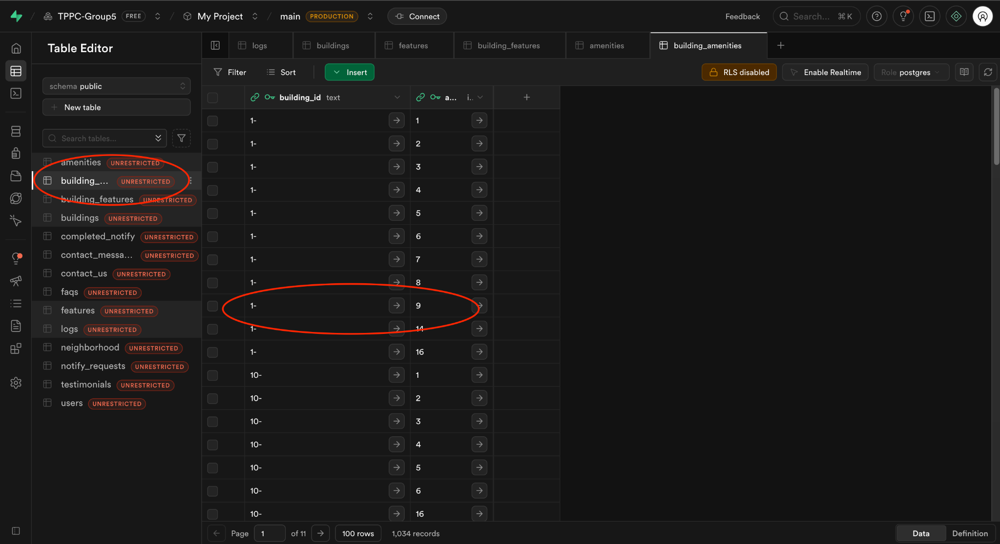 TPPC-Group5 FREE My Project main PRODUCTION Connect Feedback Search... ⌘K
Table Editor
logs buildings features building_features amenities building_amenities
schema public
New table
Search tables...
amenities UNRESTRICTED
building_... UNRESTRICTED
building_features UNRESTRICTED
buildings UNRESTRICTED
completed_notify UNRESTRICTED
contact_messa... UNRESTRICTED
contact_us UNRESTRICTED
faqs UNRESTRICTED
features UNRESTRICTED
logs UNRESTRICTED
neighborhood UNRESTRICTED
notify_requests UNRESTRICTED
testimonials UNRESTRICTED
users UNRESTRICTED
Filter Sort Insert RLS disabled Enable Realtime Role postgres
building_id text a... i..
1- 1
1- 2
1- 3
1- 4
1- 5
1- 6
1- 7
1- 8
1- 9
1- 14
1- 16
10- 1
10- 2
10- 3
10- 4
10- 5
10- 6
10- 16
Page 1 of 11 100 rows 1,034 records Data Definition